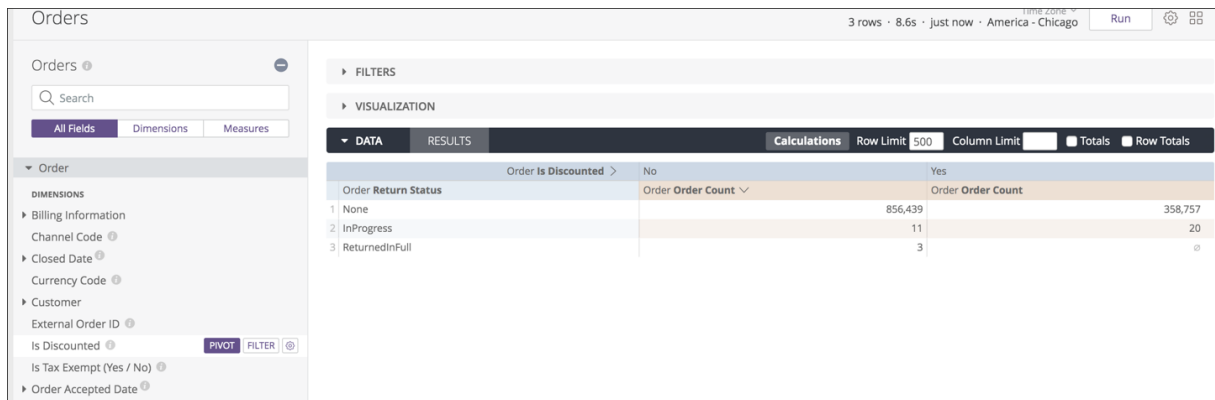 Orders
Time Zone
3 rows · 8.6s · just now · America - Chicago
Run
Orders
Search
All Fields Dimensions Measures
Order
DIMENSIONS
Billing Information
Channel Code
Closed Date
Currency Code
Customer
External Order ID
Is Discounted PIVOT FILTER
Is Tax Exempt (Yes / No)
Order Accepted Date
FILTERS
VISUALIZATION
DATA RESULTS Calculations Row Limit 500 Column Limit Totals Row Totals
Order Is Discounted No Yes
Order Return Status Order Order Count Order Order Count
1 None 856,439 358,757
2 InProgress 11 20
3 ReturnedInFull 3 ∅